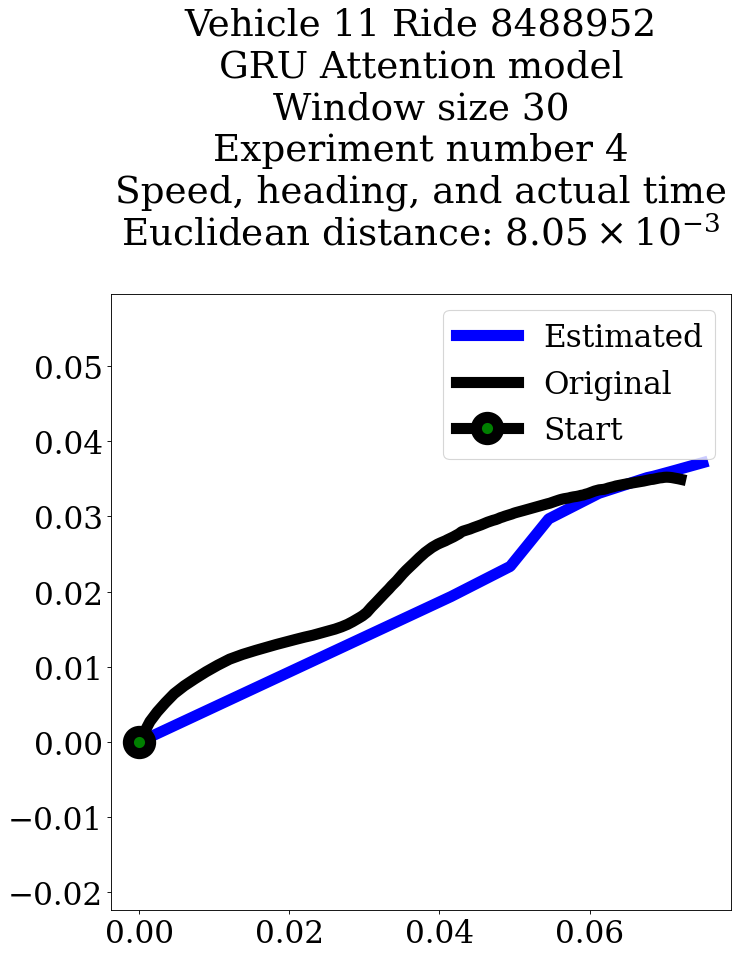 Vehicle 11 Ride 8488952
GRU Attention model
Window size 30
Experiment number 4
Speed, heading, and actual time
Euclidean distance: 8.05 × 10⁻³
Estimated
Original
Start
0.05
0.04
0.03
0.02
0.01
0.00
−0.01
−0.02
0.00 0.02 0.04 0.06